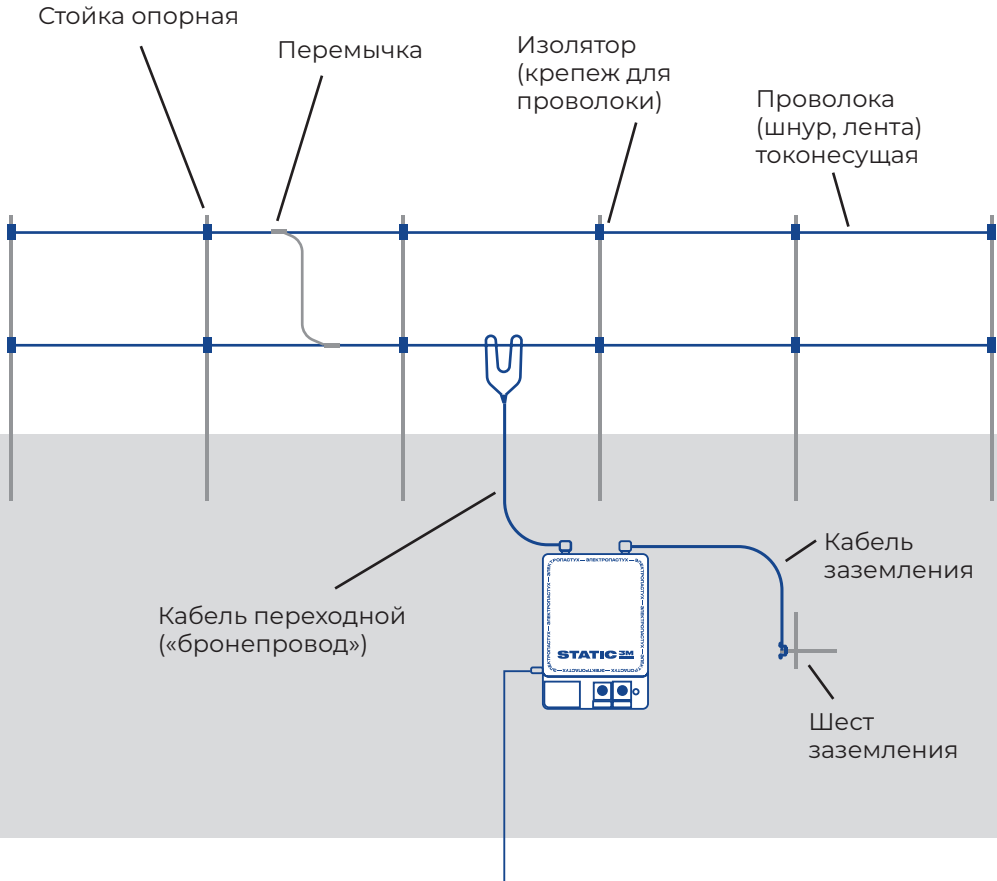 Стойка опорная
Перемычка
Изолятор
(крепеж для
проволоки)
Проволока
(шнур, лента)
токонесущая
Кабель
заземления
Кабель переходной
(«бронепровод»)
STATIC 3M
Шест
заземления